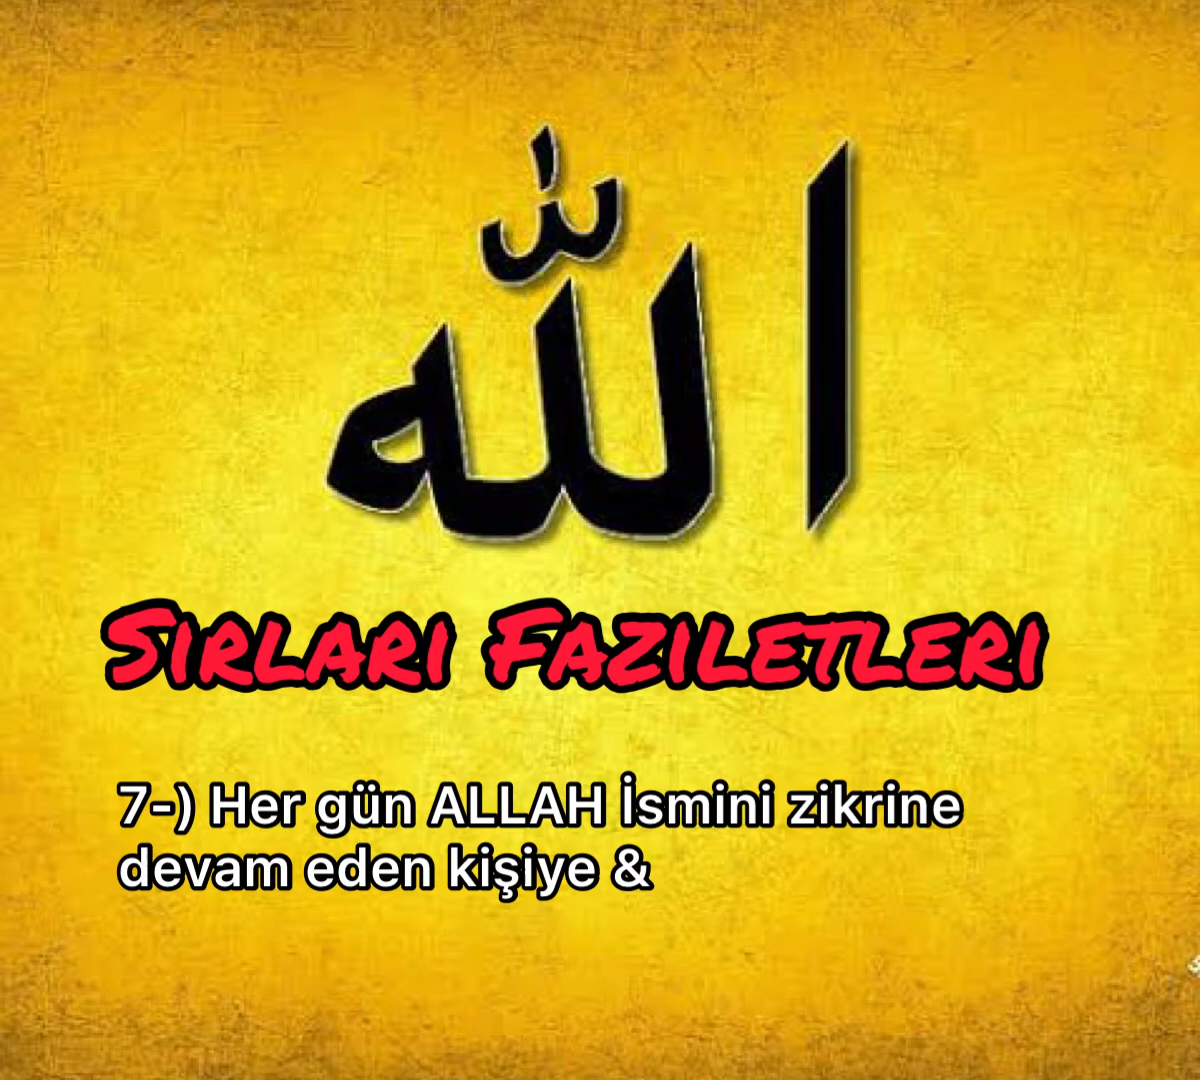 الله
Sırları Faziletleri
7-) Her gün ALLAH İsmini zikrine
devam eden kişiye &